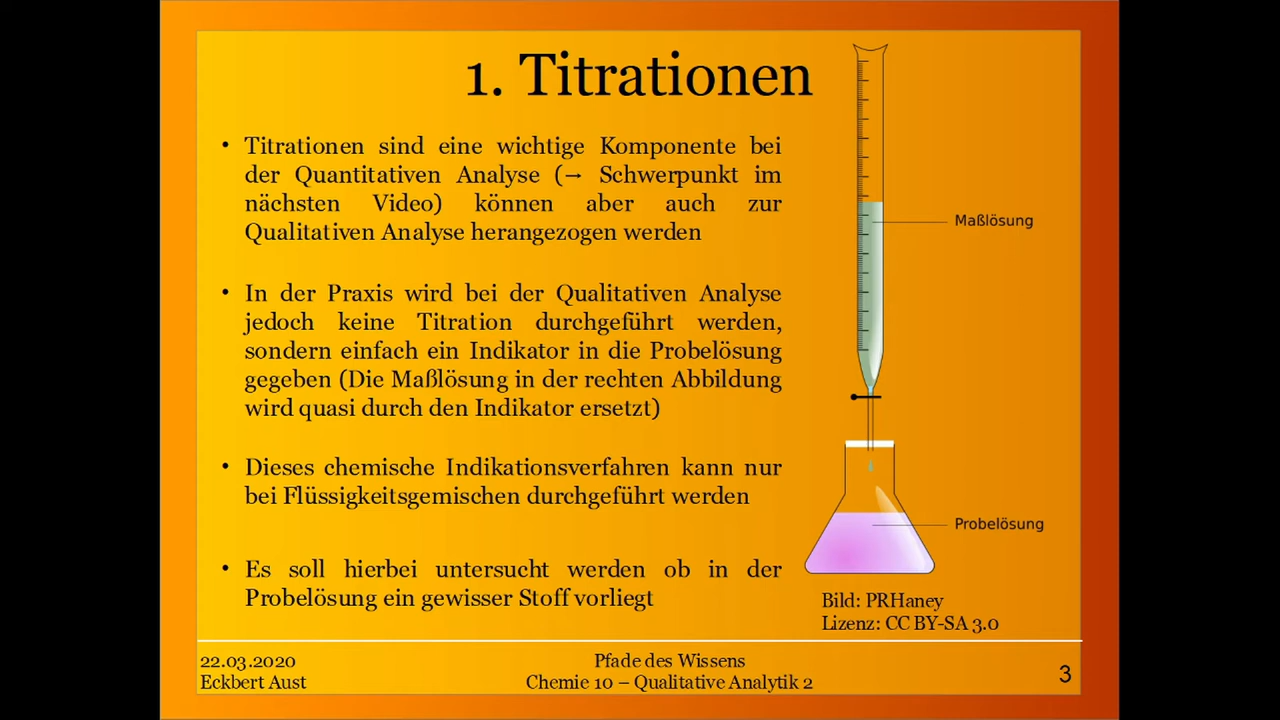 1. Titrationen
• Titrationen sind eine wichtige Komponente bei
der Quantitativen Analyse (→ Schwerpunkt im
nächsten Video) können aber auch zur
Qualitativen Analyse herangezogen werden
• In der Praxis wird bei der Qualitativen Analyse
jedoch keine Titration durchgeführt werden,
sondern einfach ein Indikator in die Probelösung
gegeben (Die Maßlösung in der rechten Abbildung
wird quasi durch den Indikator ersetzt)
• Dieses chemische Indikationsverfahren kann nur
bei Flüssigkeitsgemischen durchgeführt werden
• Es soll hierbei untersucht werden ob in der
Probelösung ein gewisser Stoff vorliegt
Maßlösung
Probelösung
Bild: PRHaney
Lizenz: CC BY-SA 3.0
22.03.2020
Eckbert Aust
Pfade des Wissens
Chemie 10 – Qualitative Analytik 2
3